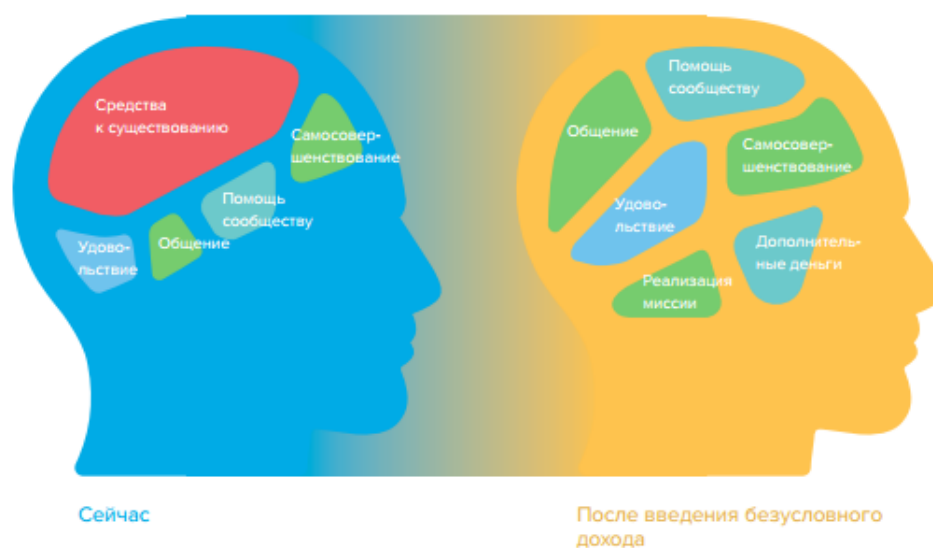 Средства
к существованию
Самосовер-
шенствование
Помощь
сообществу
Удово-
льствие
Общение
Помощь
сообществу
Общение
Самосовер-
шенствование
Удово-
льствие
Дополнитель-
ные деньги
Реализация
миссии
Сейчас
После введения безусловного
дохода